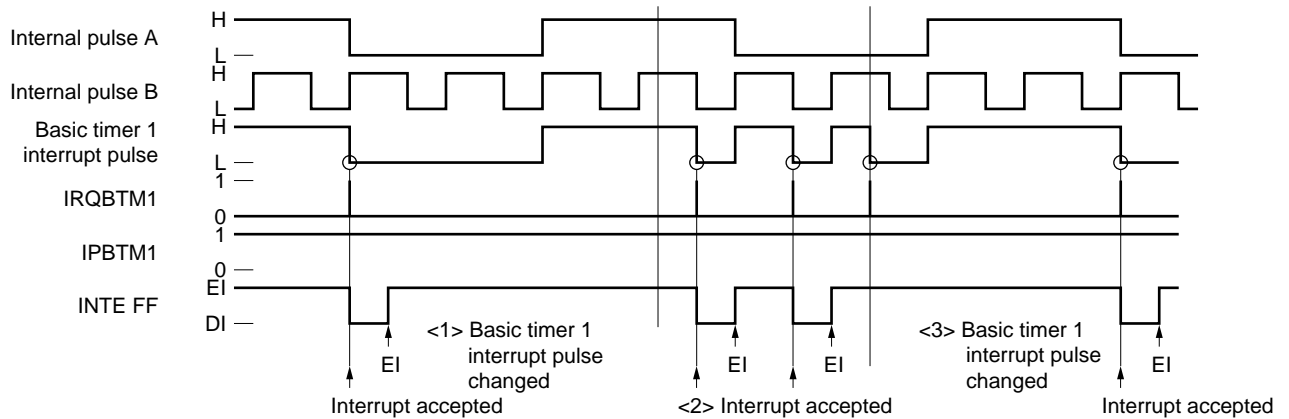 Internal pulse A
H
L
Internal pulse B
H
L
Basic timer 1
interrupt pulse
H
L
IRQBTM1
1
0
IPBTM1
1
0
INTE FF
EI
DI
EI
<1> Basic timer 1
interrupt pulse
changed
EI
EI
<3> Basic timer 1
interrupt pulse
changed
EI
Interrupt accepted
<2> Interrupt accepted
Interrupt accepted